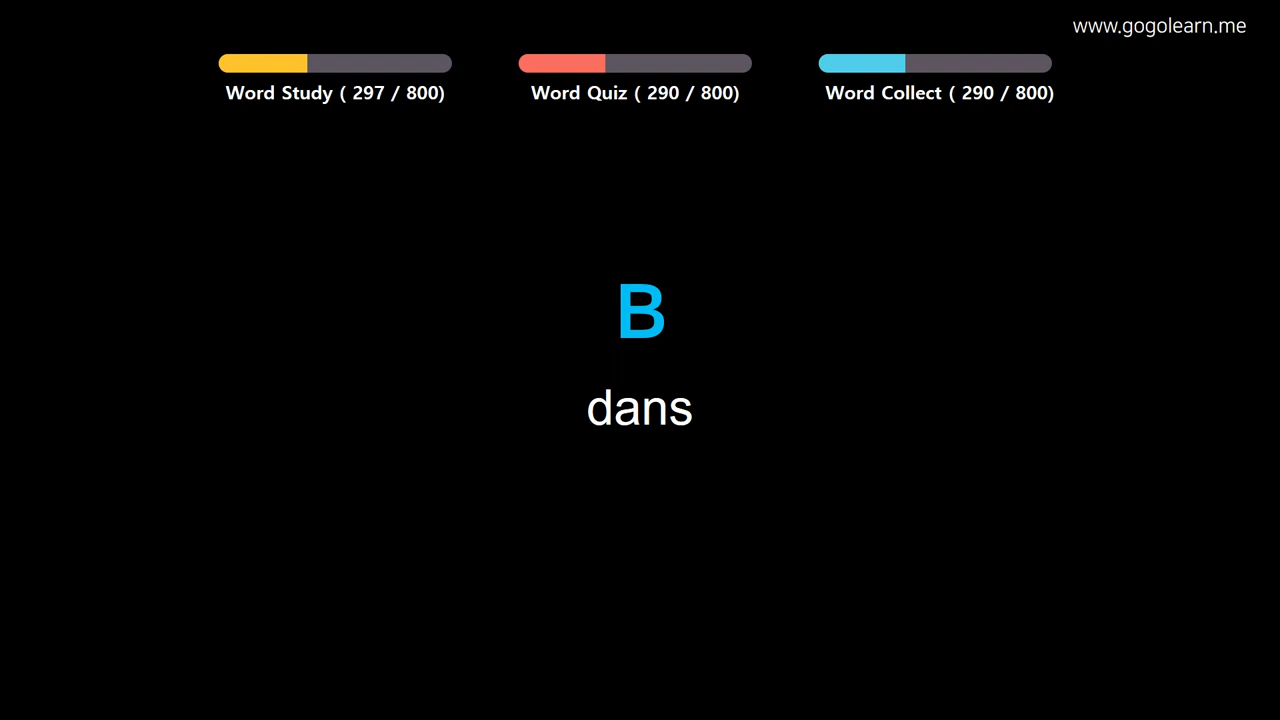 www.gogolearn.me
Word Study ( 297 / 800)
Word Quiz ( 290 / 800)
Word Collect ( 290 / 800)
B
dans